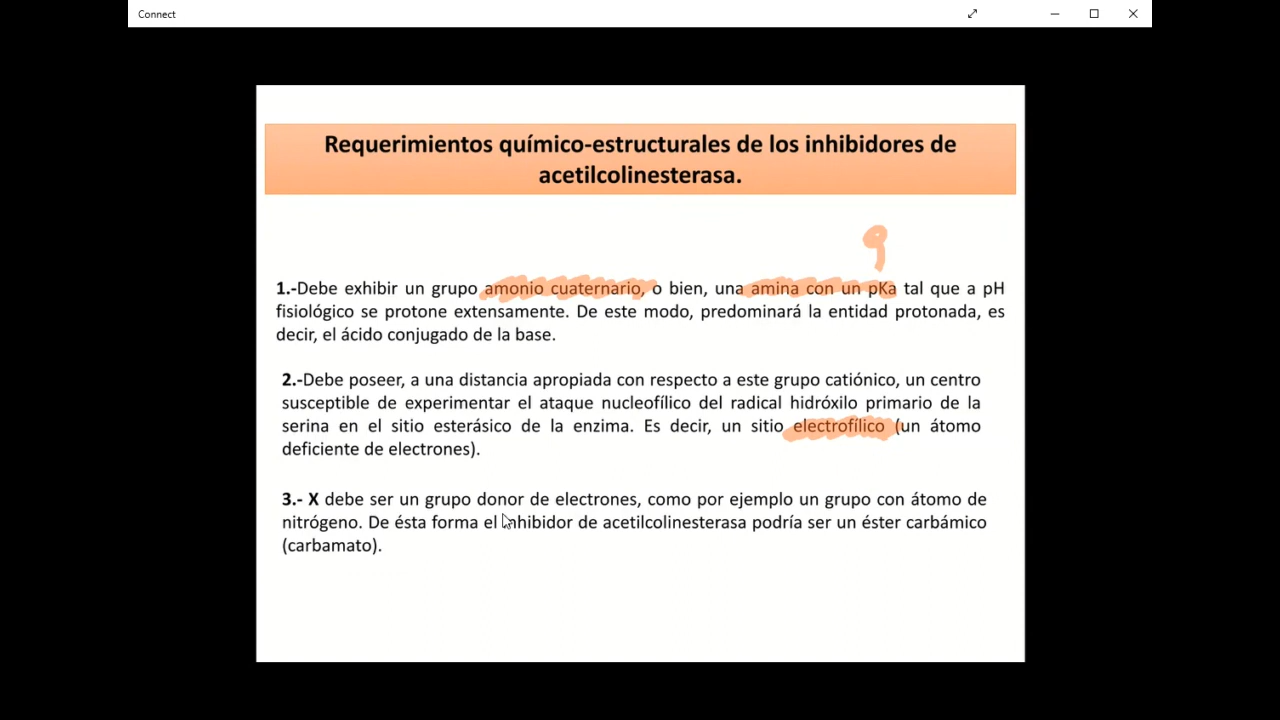 Connect
Requerimientos químico-estructurales de los inhibidores de
acetilcolinesterasa.
9
1.-Debe exhibir un grupo amonio cuaternario, o bien, una amina con un pKa tal que a pH
fisiológico se protone extensamente. De este modo, predominará la entidad protonada, es
decir, el ácido conjugado de la base.
2.-Debe poseer, a una distancia apropiada con respecto a este grupo catiónico, un centro
susceptible de experimentar el ataque nucleofílico del radical hidróxilo primario de la
serina en el sitio esterásico de la enzima. Es decir, un sitio electrofílico (un átomo
deficiente de electrones).
3.- X debe ser un grupo donor de electrones, como por ejemplo un grupo con átomo de
nitrógeno. De ésta forma el inhibidor de acetilcolinesterasa podría ser un éster carbámico
(carbamato).